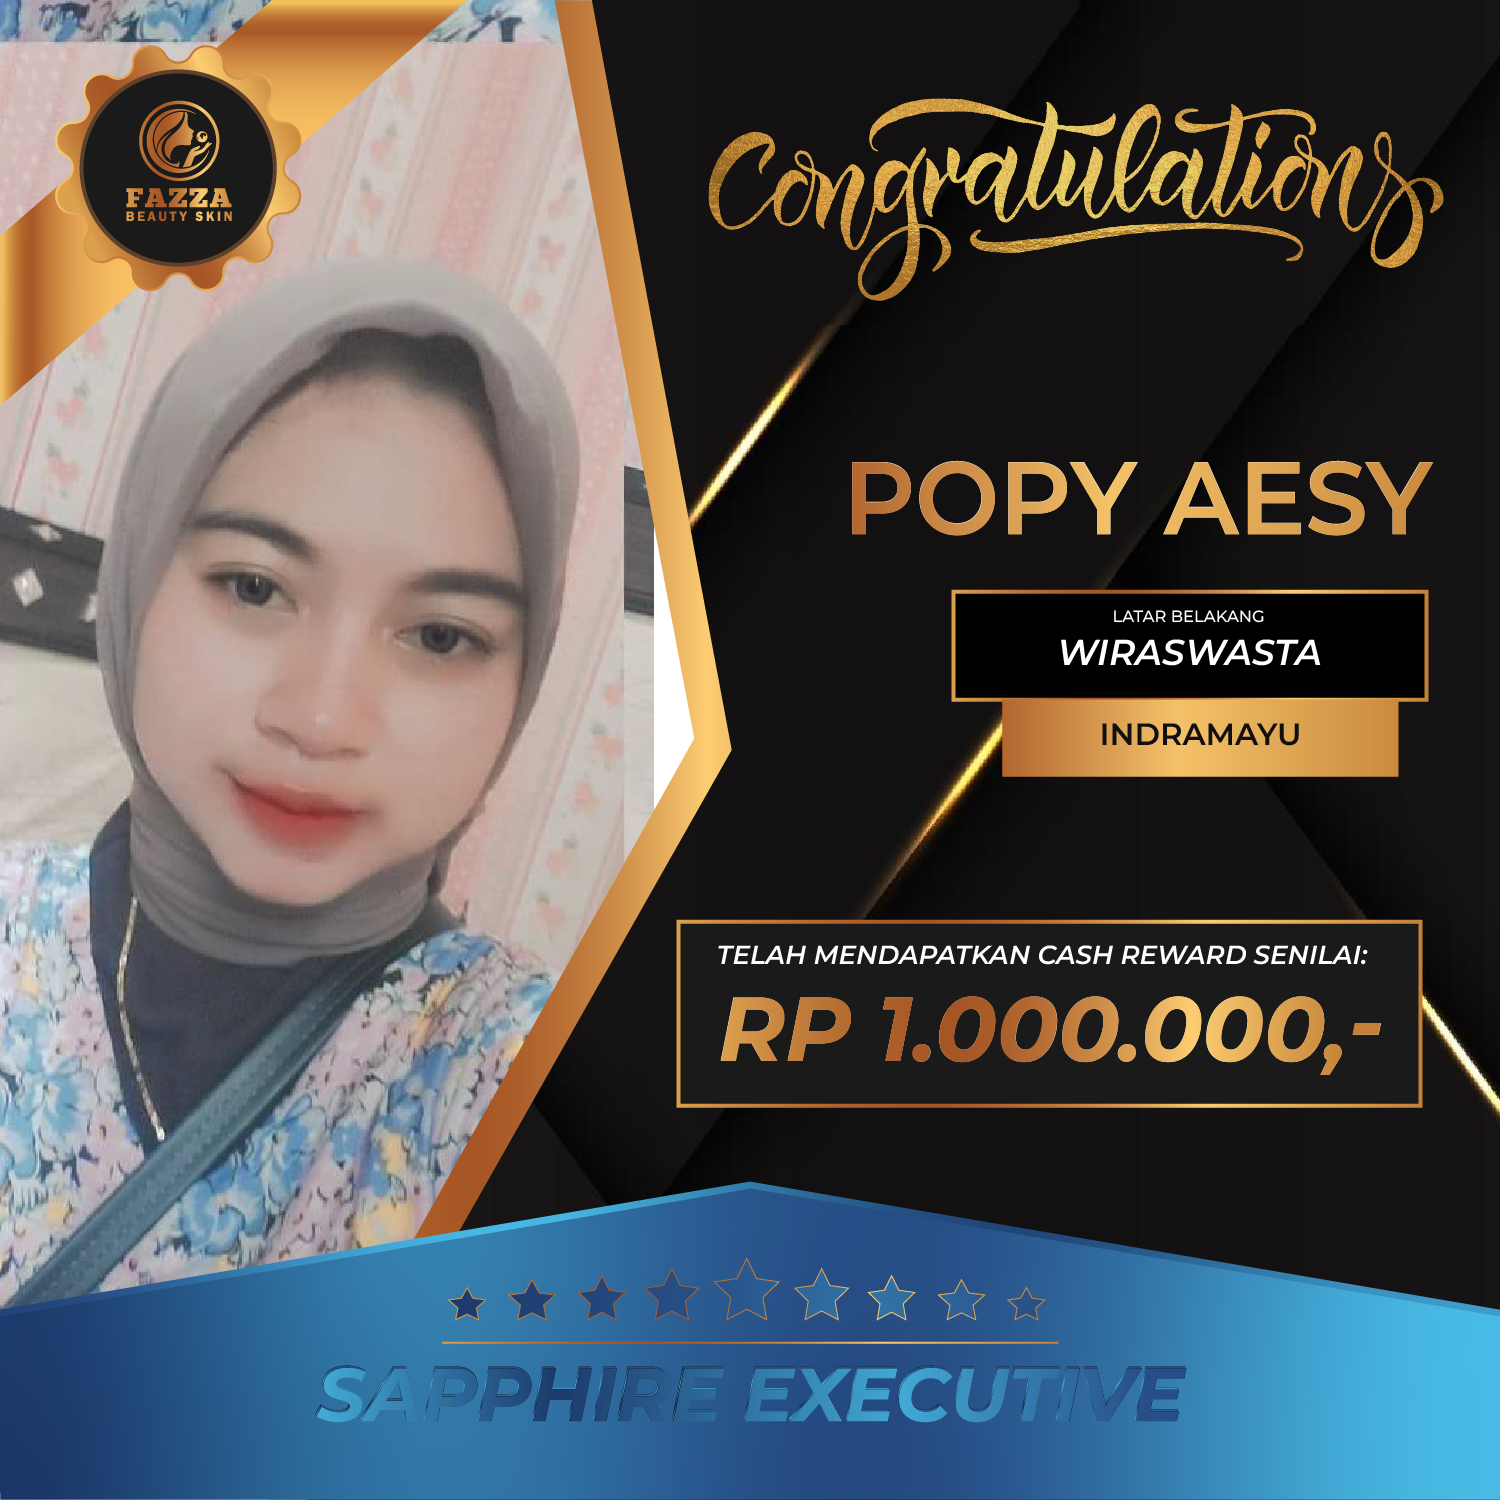 FAZZA
BEAUTY SKIN
Congratulations
POPY AESY
LATAR BELAKANG
WIRASWASTA
INDRAMAYU
TELAH MENDAPATKAN CASH REWARD SENILAI:
RP 1.000.000,-
SAPPHIRE EXECUTIVE